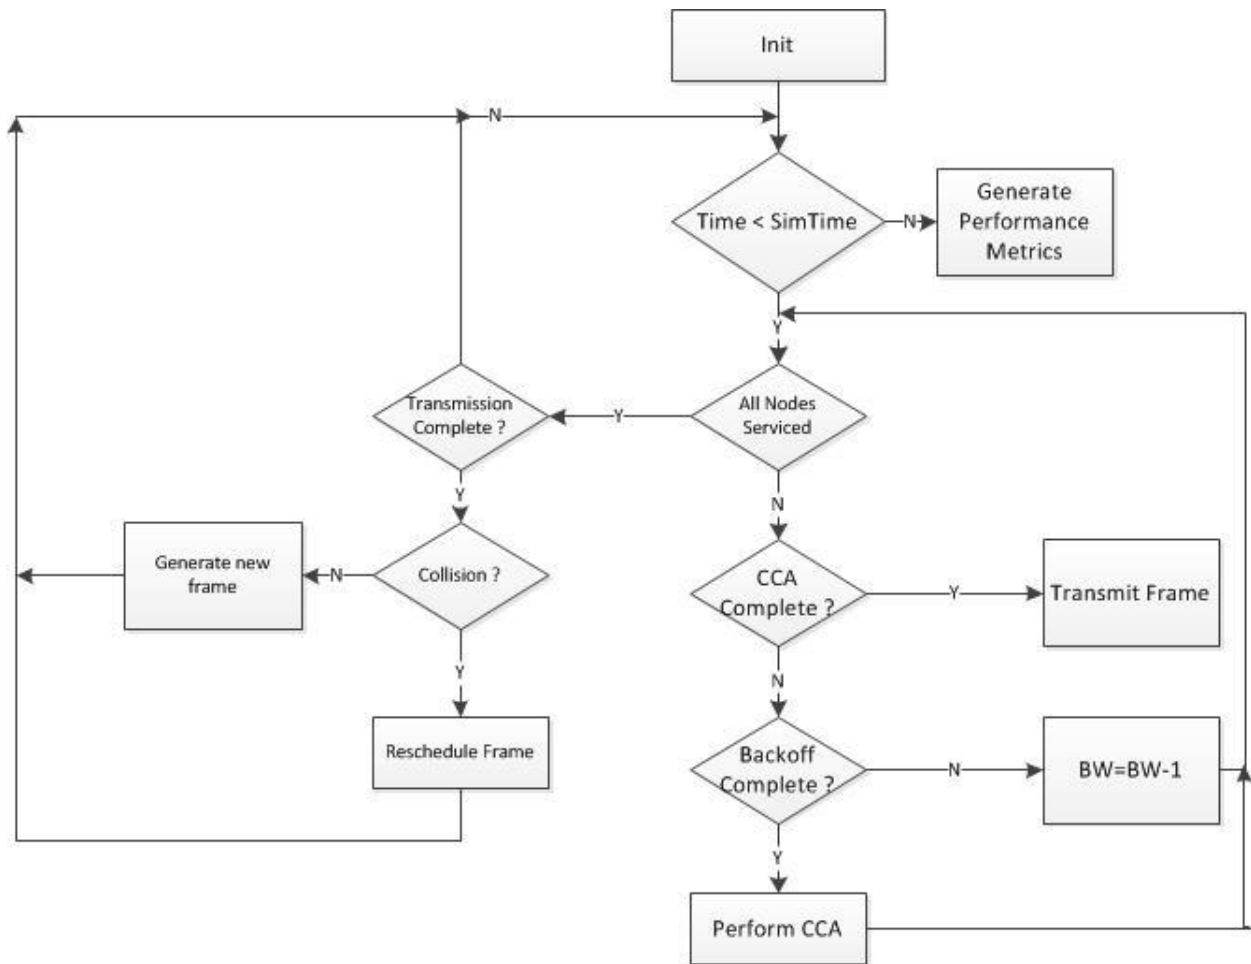 Init
N
Time < SimTime
N
Generate
Performance
Metrics
Y
Transmission
Complete ?
Y
All Nodes
Serviced
Y
N
Generate new
frame
N
Collision ?
CCA
Complete ?
Y
Transmit Frame
Y
N
Reschedule Frame
Backoff
Complete ?
N
BW=BW-1
Y
Perform CCA